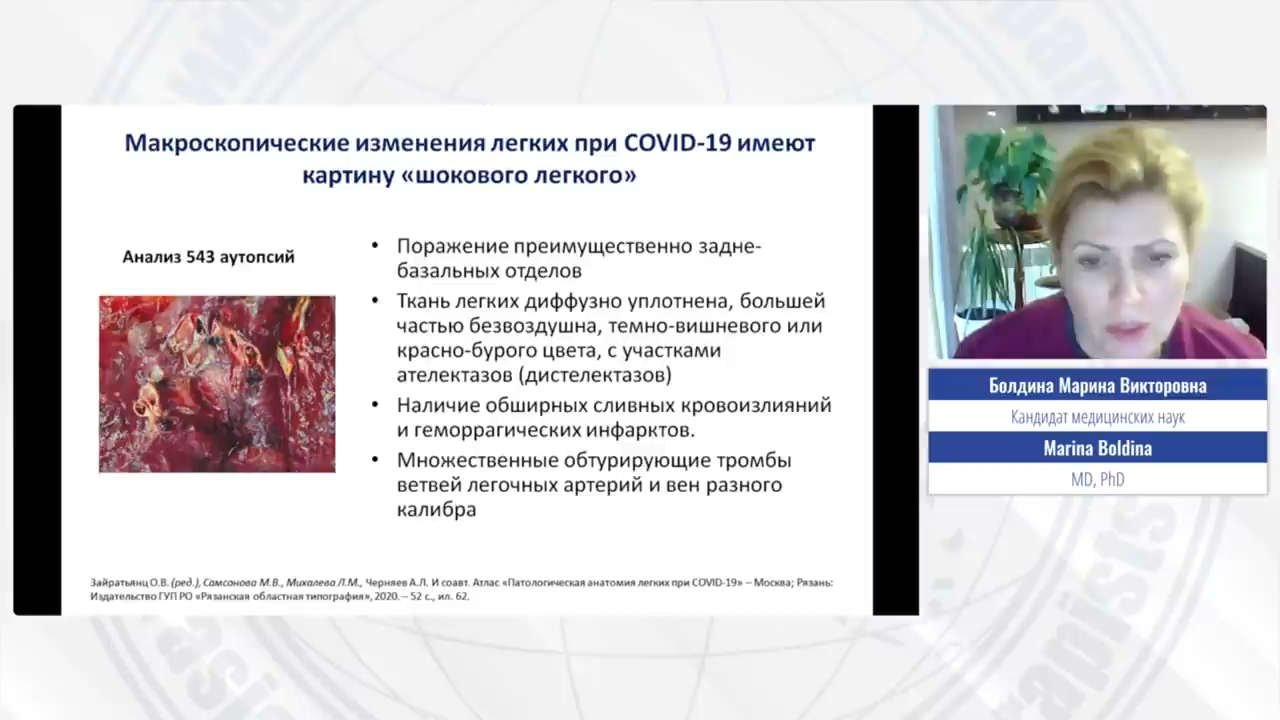 Макроскопические изменения легких при COVID-19 имеют
картину «шокового легкого»
Анализ 543 аутопсий
• Поражение преимущественно задне-
базальных отделов
• Ткань легких диффузно уплотнена, большей
частью безвоздушна, темно-вишневого или
красно-бурого цвета, с участками
ателектазов (дистелектазов)
• Наличие обширных сливных кровоизлияний
и геморрагических инфарктов.
• Множественные обтурирующие тромбы
ветвей легочных артерий и вен разного
калибра
Зайратьянц О.В. (ред.), Самсонова М.В., Михалева Л.М., Черняев А.Л. И соавт. Атлас «Патологическая анатомия легких при COVID-19» – Москва; Рязань:
Издательство ГУП РО «Рязанская областная типография», 2020. – 52 с., ил. 62.
Болдина Марина Викторовна
Кандидат медицинских наук
Marina Boldina
MD, PhD